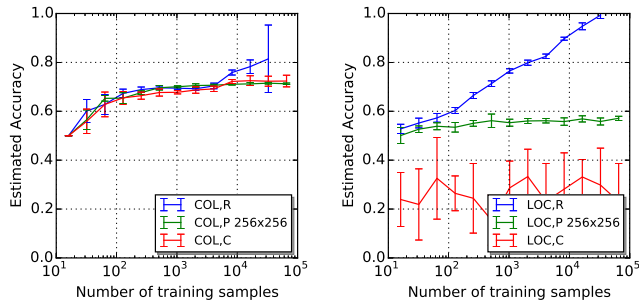 1.0
0.8
0.6
0.4
0.2
0.0
Estimated Accuracy
COL,R
COL,P 256x256
COL,C
10^1 10^2 10^3 10^4 10^5
Number of training samples
1.0
0.8
0.6
0.4
0.2
0.0
Estimated Accuracy
LOC,R
LOC,P 256x256
LOC,C
10^1 10^2 10^3 10^4 10^5
Number of training samples